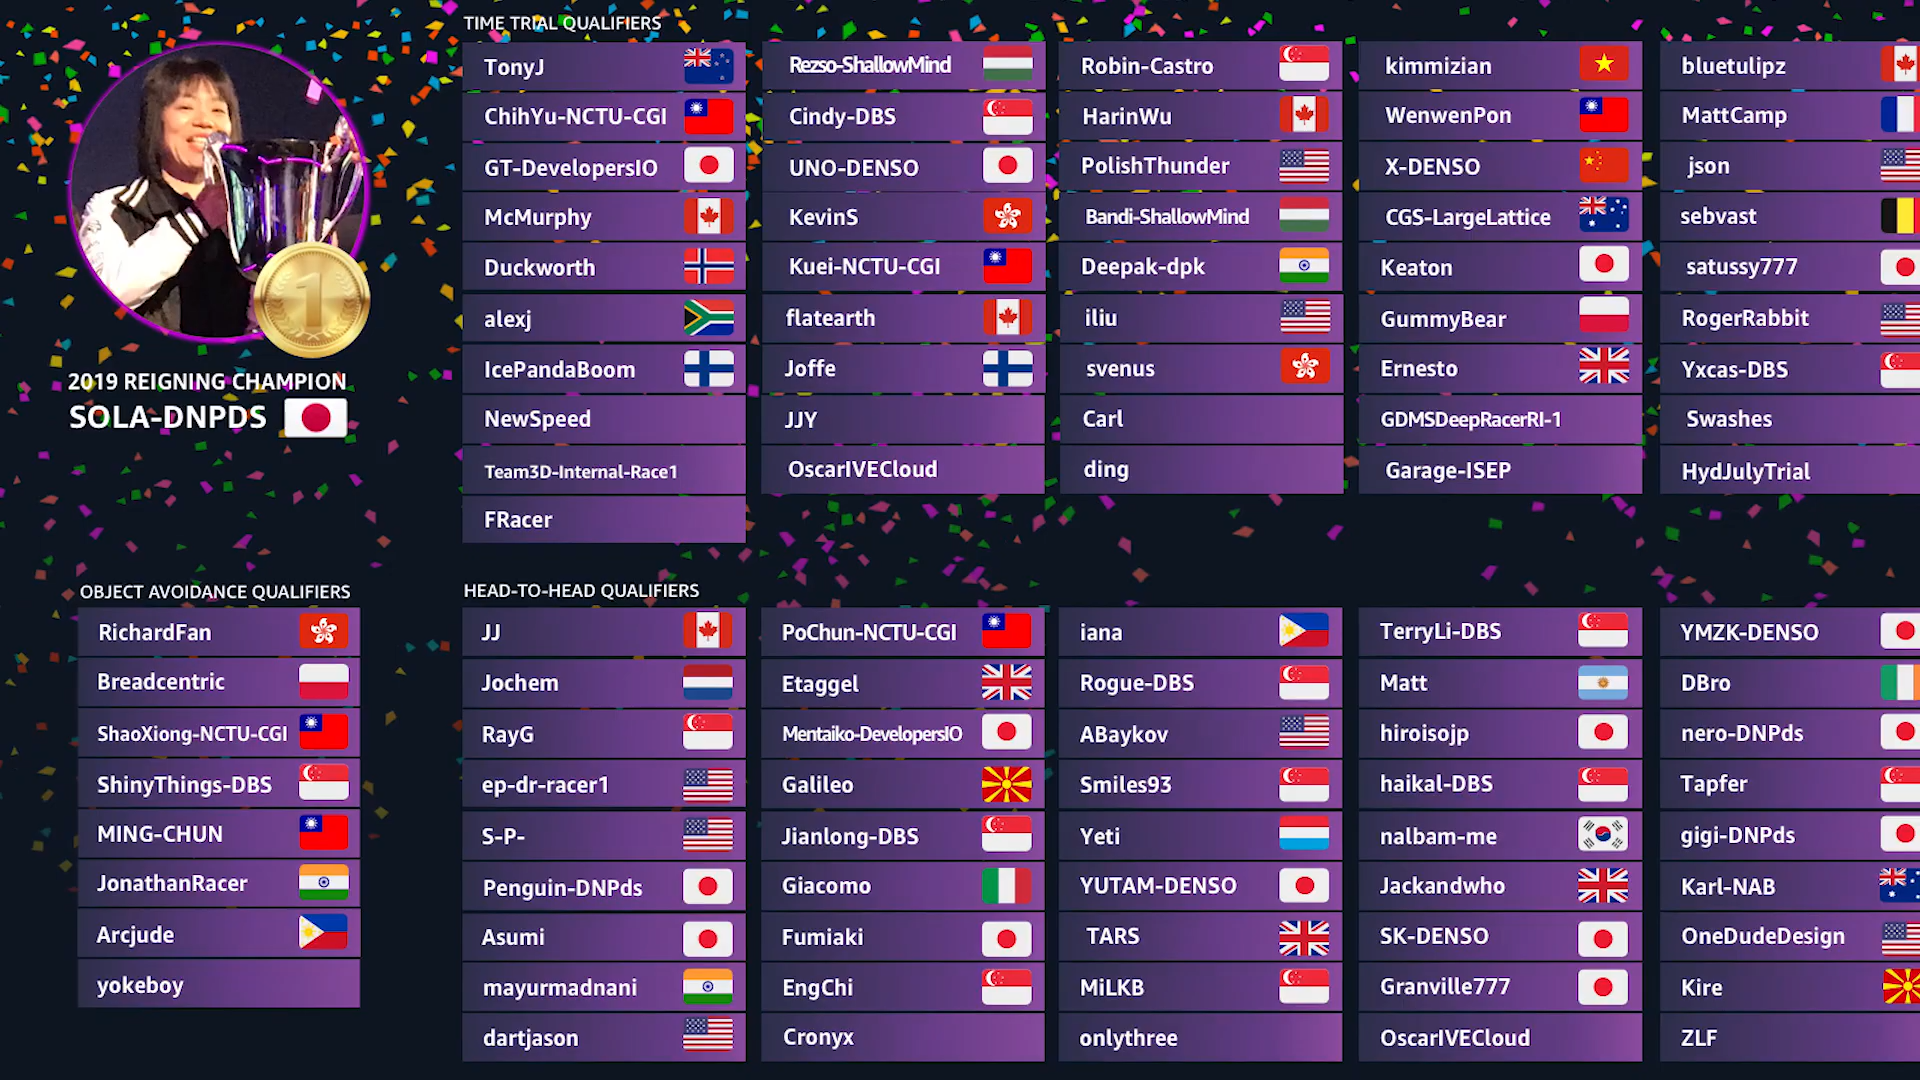 TIME TRIAL QUALIFIERS
TonyJ
ChihYu-NCTU-CGI
GT-DevelopersIO
McMurphy
Duckworth
alexj
IcePandaBoom
NewSpeed
Team3D-Internal-Race1
FRacer
Rezso-ShallowMind
Cindy-DBS
UNO-DENSO
KevinS
Kuei-NCTU-CGI
flatearth
Joffe
JJY
OscarIVECloud
Robin-Castro
HarinWu
PolishThunder
Bandi-ShallowMind
Deepak-dpk
iliu
svenus
Carl
ding
kimmizian
WenwenPon
X-DENSO
CGS-LargeLattice
Keaton
GummyBear
Ernesto
GDMSDeepRacerRI-1
Garage-ISEP
bluetulipz
MattCamp
json
sebvast
satussy777
RogerRabbit
Yxcas-DBS
Swashes
HydJulyTrial
1
2019 REIGNING CHAMPION
SOLA-DNPDS
OBJECT AVOIDANCE QUALIFIERS
RichardFan
Breadcentric
ShaoXiong-NCTU-CGI
ShinyThings-DBS
MING-CHUN
JonathanRacer
Arcjude
yokeboy
HEAD-TO-HEAD QUALIFIERS
JJ
Jochem
RayG
ep-dr-racer1
S-P-
Penguin-DNPds
Asumi
mayurmadnani
dartjason
PoChun-NCTU-CGI
Etaggel
Mentaiko-DevelopersIO
Galileo
Jianlong-DBS
Giacomo
Fumiaki
EngChi
Cronyx
iana
Rogue-DBS
ABaykov
Smiles93
Yeti
YUTAM-DENSO
TARS
MiLKB
onlythree
TerryLi-DBS
Matt
hiroisojp
haikal-DBS
nalbam-me
Jackandwho
SK-DENSO
Granville777
OscarIVECloud
YMZK-DENSO
DBro
nero-DNPds
Tapfer
gigi-DNPds
Karl-NAB
OneDudeDesign
Kire
ZLF